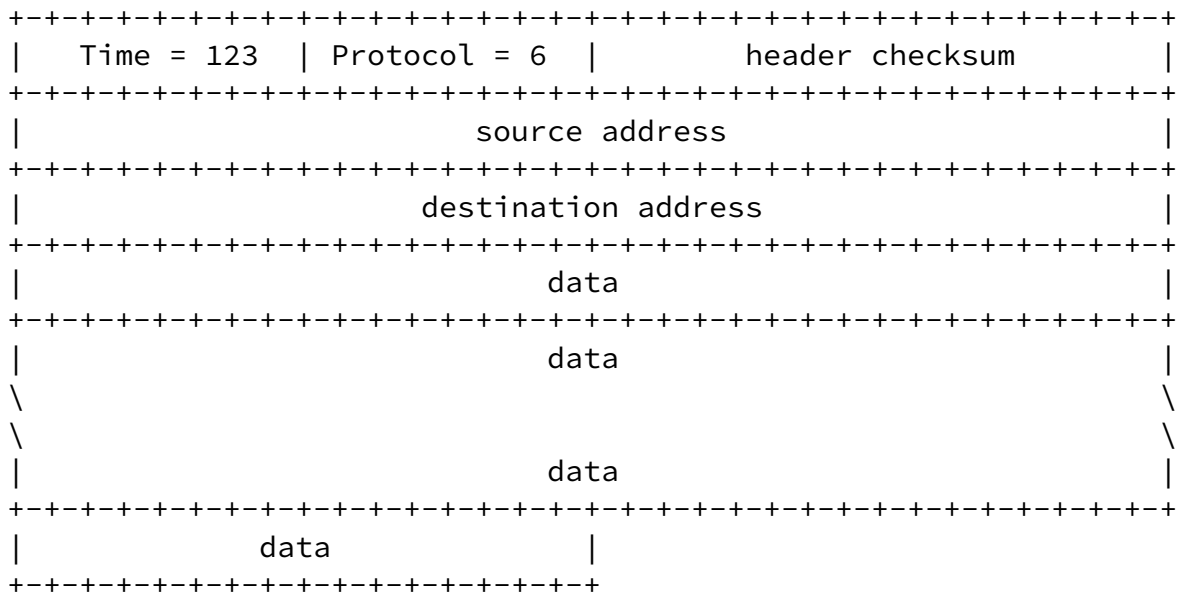 +-+-+-+-+-+-+-+-+-+-+-+-+-+-+-+-+-+-+-+-+-+-+-+-+-+-+-+-+-+-+-+-+
|   Time = 123  | Protocol = 6  |        header checksum        |
+-+-+-+-+-+-+-+-+-+-+-+-+-+-+-+-+-+-+-+-+-+-+-+-+-+-+-+-+-+-+-+-+
|                         source address                        |
+-+-+-+-+-+-+-+-+-+-+-+-+-+-+-+-+-+-+-+-+-+-+-+-+-+-+-+-+-+-+-+-+
|                      destination address                      |
+-+-+-+-+-+-+-+-+-+-+-+-+-+-+-+-+-+-+-+-+-+-+-+-+-+-+-+-+-+-+-+-+
|                             data                              |
+-+-+-+-+-+-+-+-+-+-+-+-+-+-+-+-+-+-+-+-+-+-+-+-+-+-+-+-+-+-+-+-+
|                             data                              |
\                                                               \
\                                                               \
|                             data                              |
+-+-+-+-+-+-+-+-+-+-+-+-+-+-+-+-+-+-+-+-+-+-+-+-+-+-+-+-+-+-+-+-+
|             data              |
+-+-+-+-+-+-+-+-+-+-+-+-+-+-+-+-+